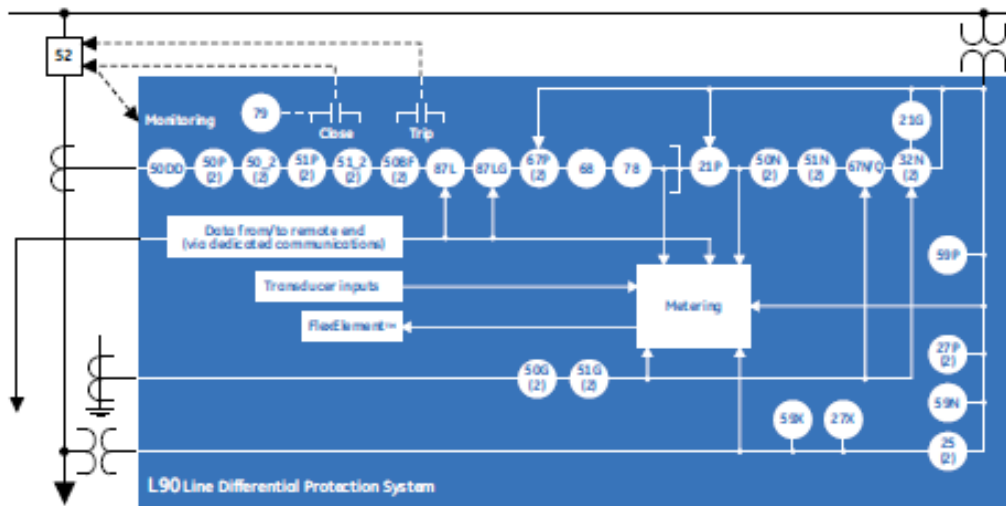 52
79
Monitoring
Close
Trip
21G
50DD
50P
(2)
50_2
(2)
51P
(2)
51_2
(2)
50BF
(2)
87L
87LG
67P
(2)
68
78
21P
50N
(2)
51N
(2)
67N/Q
32N
(2)
Data from/to remote end
(via dedicated communications)
59P
Transducer inputs
Metering
FlexElement™
27P
(2)
50G
(2)
51G
(2)
59N
59X
27X
25
(2)
L90 Line Differential Protection System